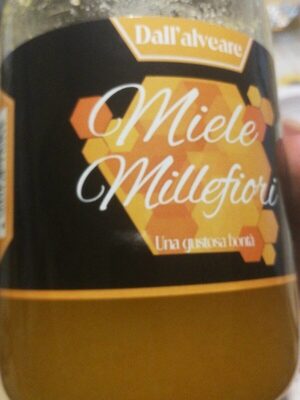 Dall'alveare
Miele
Millefiori
Una gustosa bontà